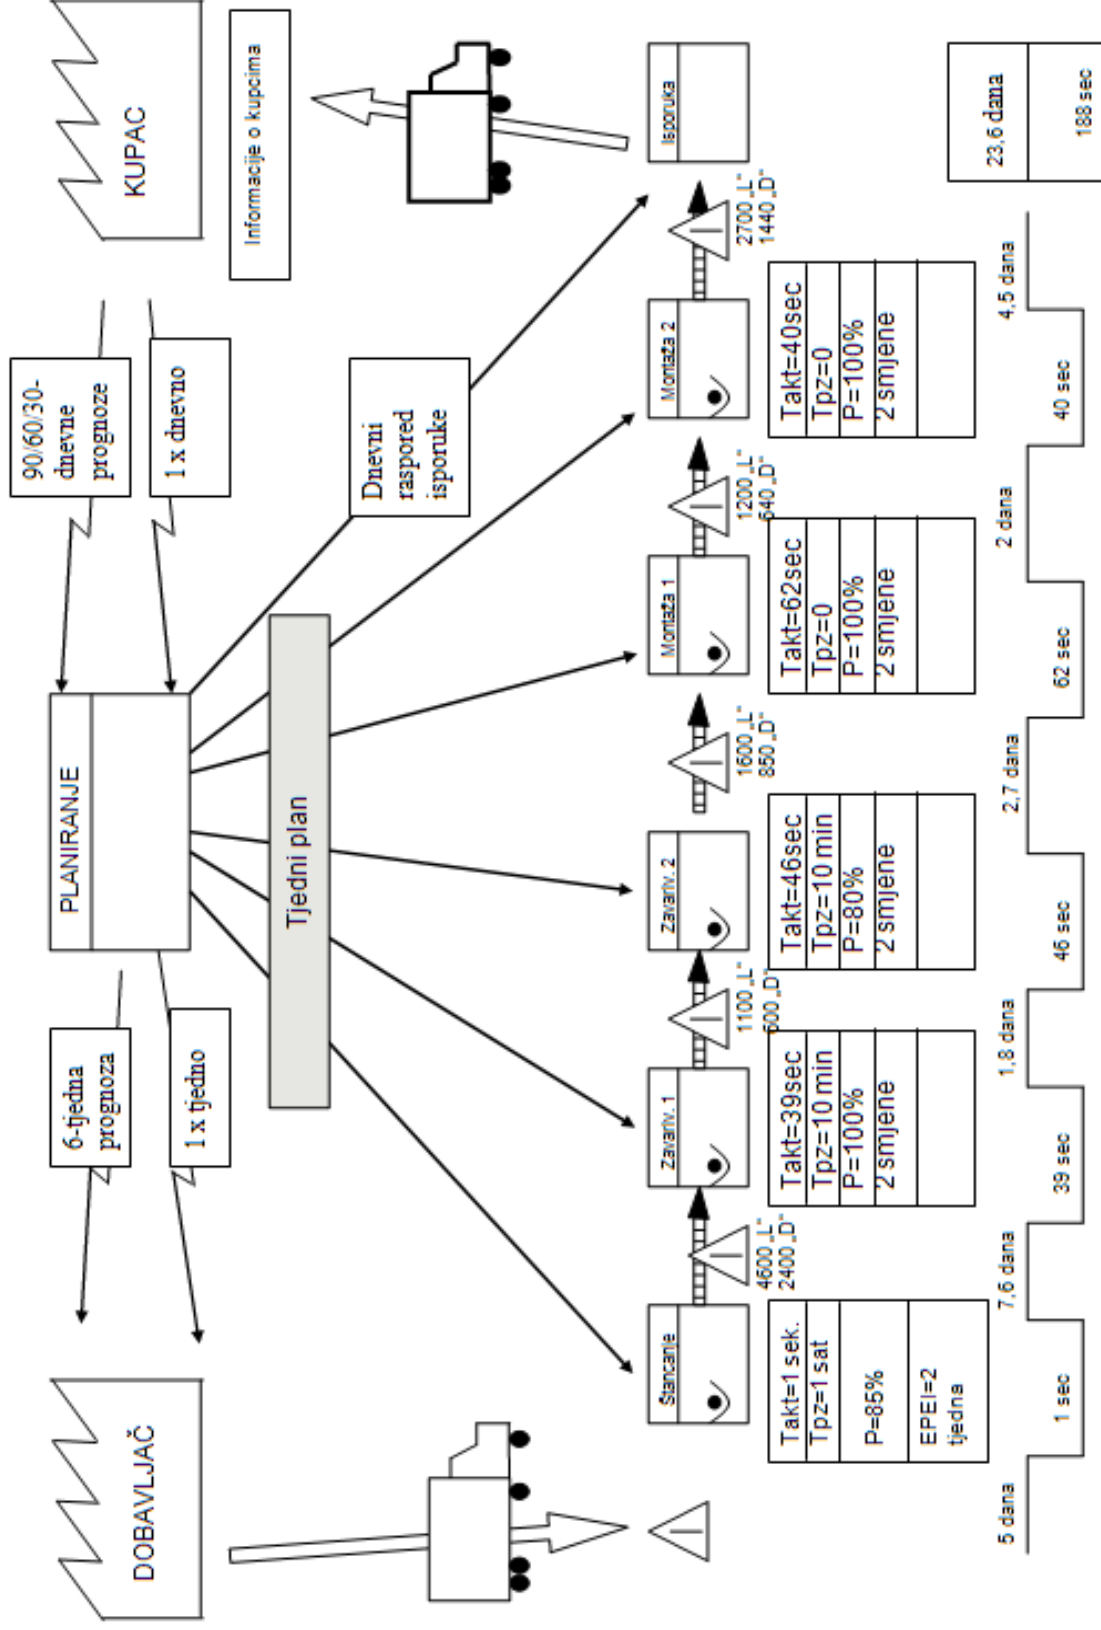 DOBAVLJAČ
6-tjedna
prognoza
1 x tjedno
PLANIRANJE
90/60/30-
dnevne
prognoze
1 x dnevno
KUPAC
Informacije o kupcima
Tjedni plan
Dnevni
raspored
isporuke
Štancanje
4600 „L“
2400 „D“
Zavariv. 1
1100 „L“
600 „D“
Zavariv. 2
1600 „L“
850 „D“
Montaža 1
1200 „L“
640 „D“
Montaža 2
2700 „L“
1440 „D“
Isporuka
Takt=1 sek.
Tpz=1 sat
P=85%
EPEI=2
tjedna
Takt=39sec
Tpz=10 min
P=100%
2 smjene
Takt=46sec
Tpz=10 min
P=80%
2 smjene
Takt=62sec
Tpz=0
P=100%
2 smjene
Takt=40sec
Tpz=0
P=100%
2 smjene
5 dana
1 sec
7,6 dana
39 sec
1,8 dana
46 sec
2,7 dana
62 sec
2 dana
40 sec
4,5 dana
23,6 dana
188 sec